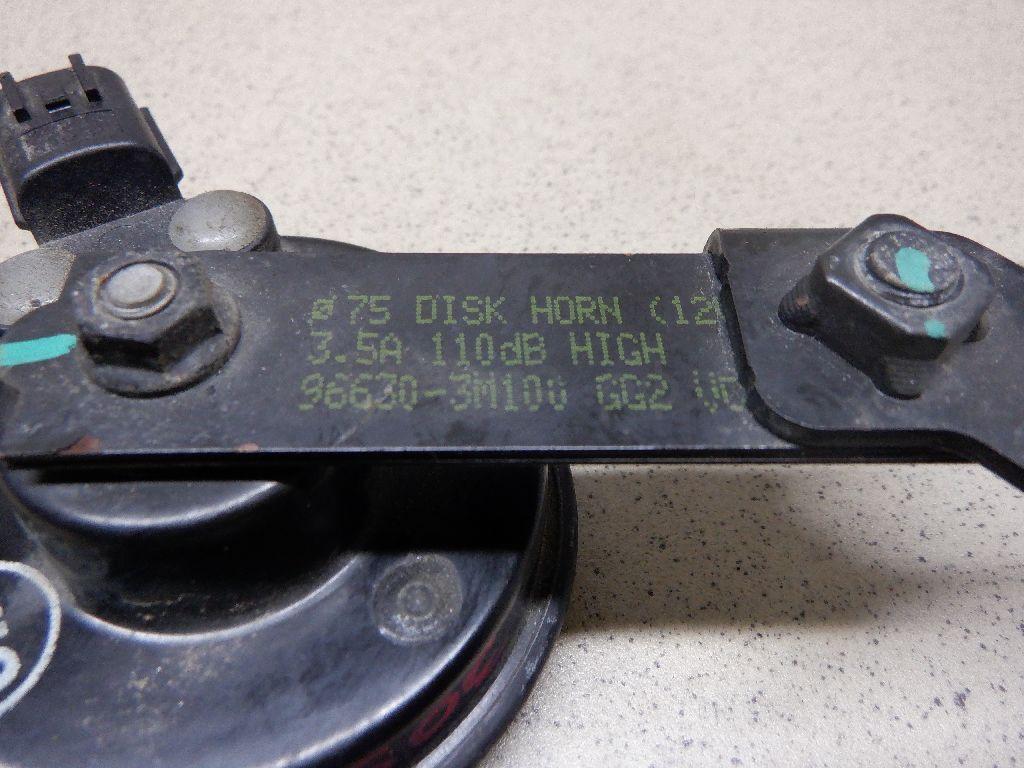 ø75 DISK HORN (12
3.5A 110dB HIGH
96630-3M100 GG2